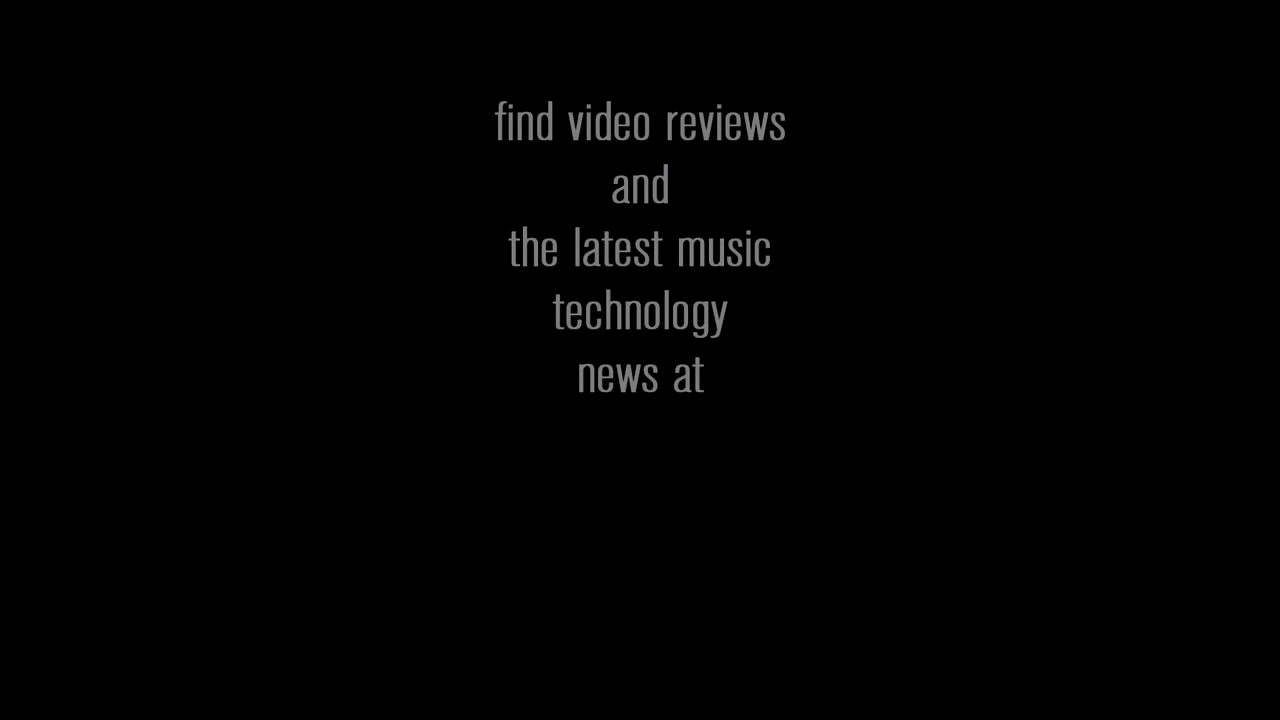 find video reviews
and
the latest music
technology
news at